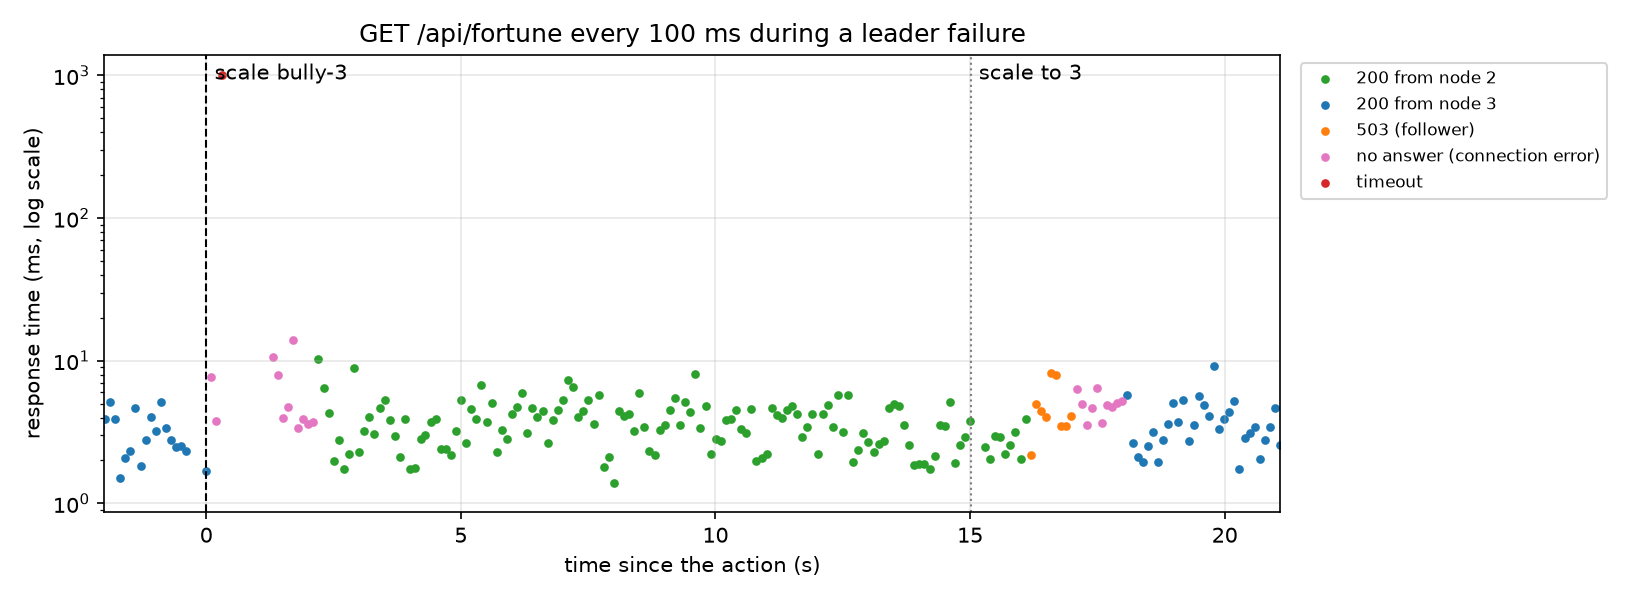 GET /api/fortune every 100 ms during a leader failure
response time (ms, log scale)
10³
10²
10¹
10⁰
scale bully-3
scale to 3
0
5
10
15
20
time since the action (s)
200 from node 2
200 from node 3
503 (follower)
no answer (connection error)
timeout